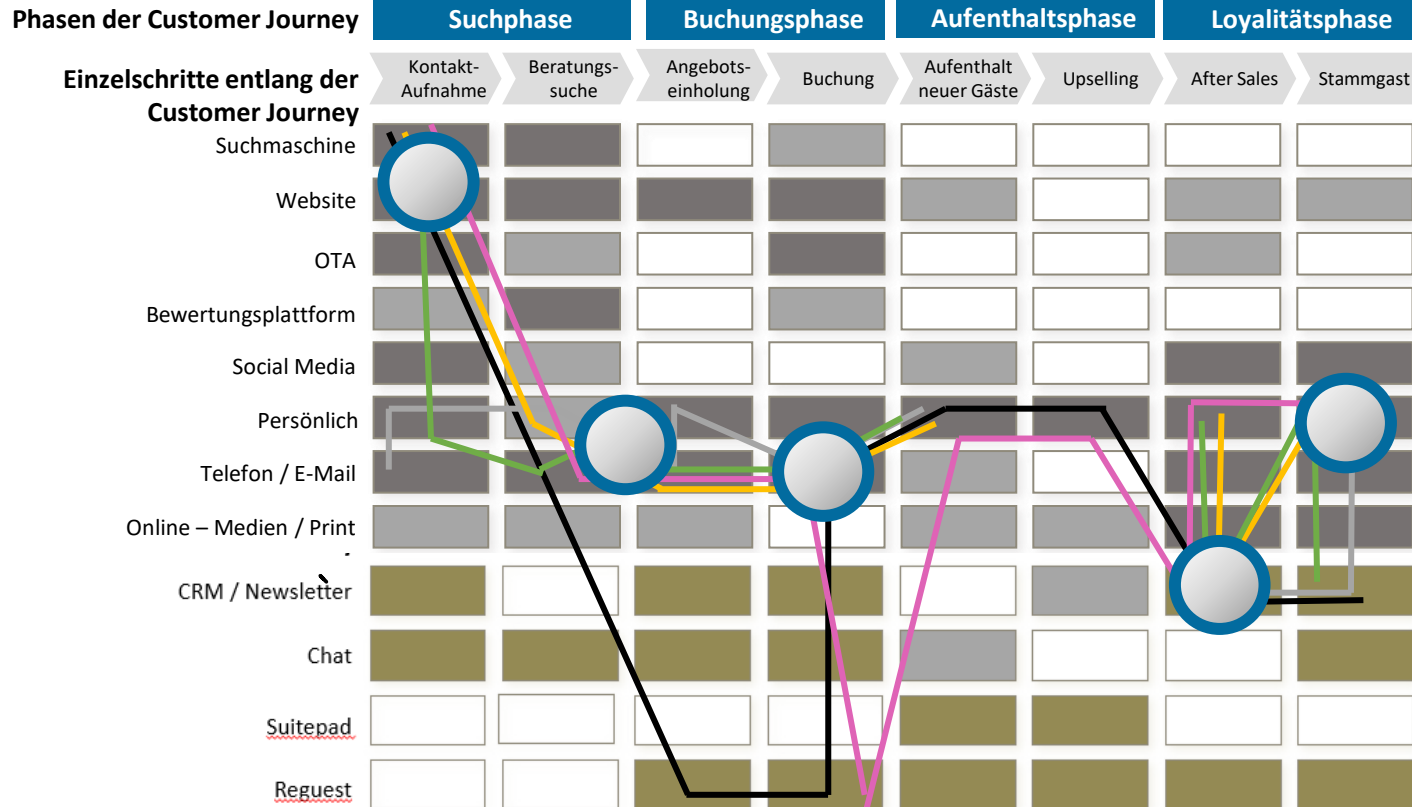 Phasen der Customer Journey
Suchphase
Buchungsphase
Aufenthaltsphase
Loyalitätsphase
Einzelschritte entlang der
Customer Journey
Kontakt-
Aufnahme
Beratungs-
suche
Angebots-
einholung
Buchung
Aufenthalt
neuer Gäste
Upselling
After Sales
Stammgast
Suchmaschine
Website
OTA
Bewertungsplattform
Social Media
Persönlich
Telefon / E-Mail
Online – Medien / Print
CRM / Newsletter
Chat
Suitepad
Reguest